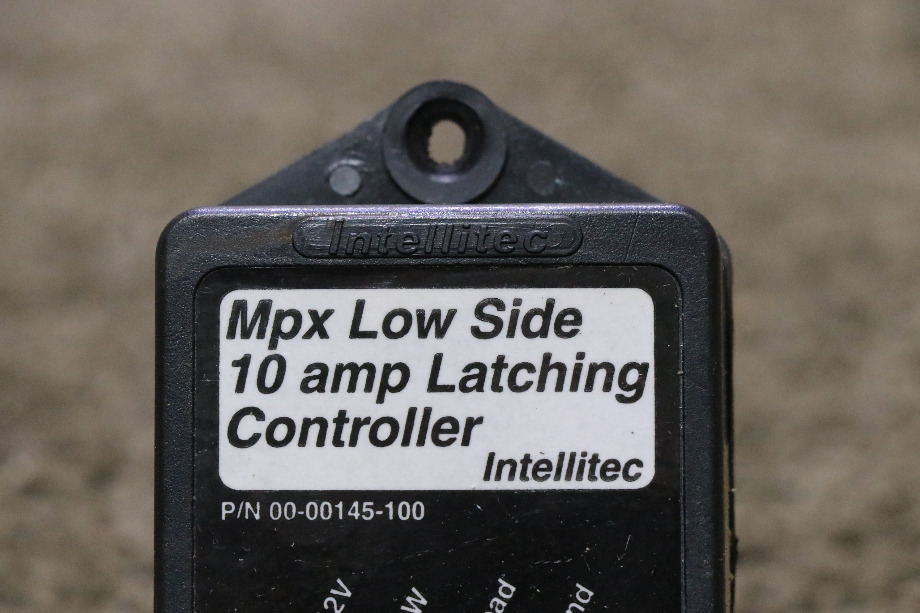 Intellitec
Mpx Low Side
10 amp Latching
Controller
Intellitec
P/N 00-00145-100